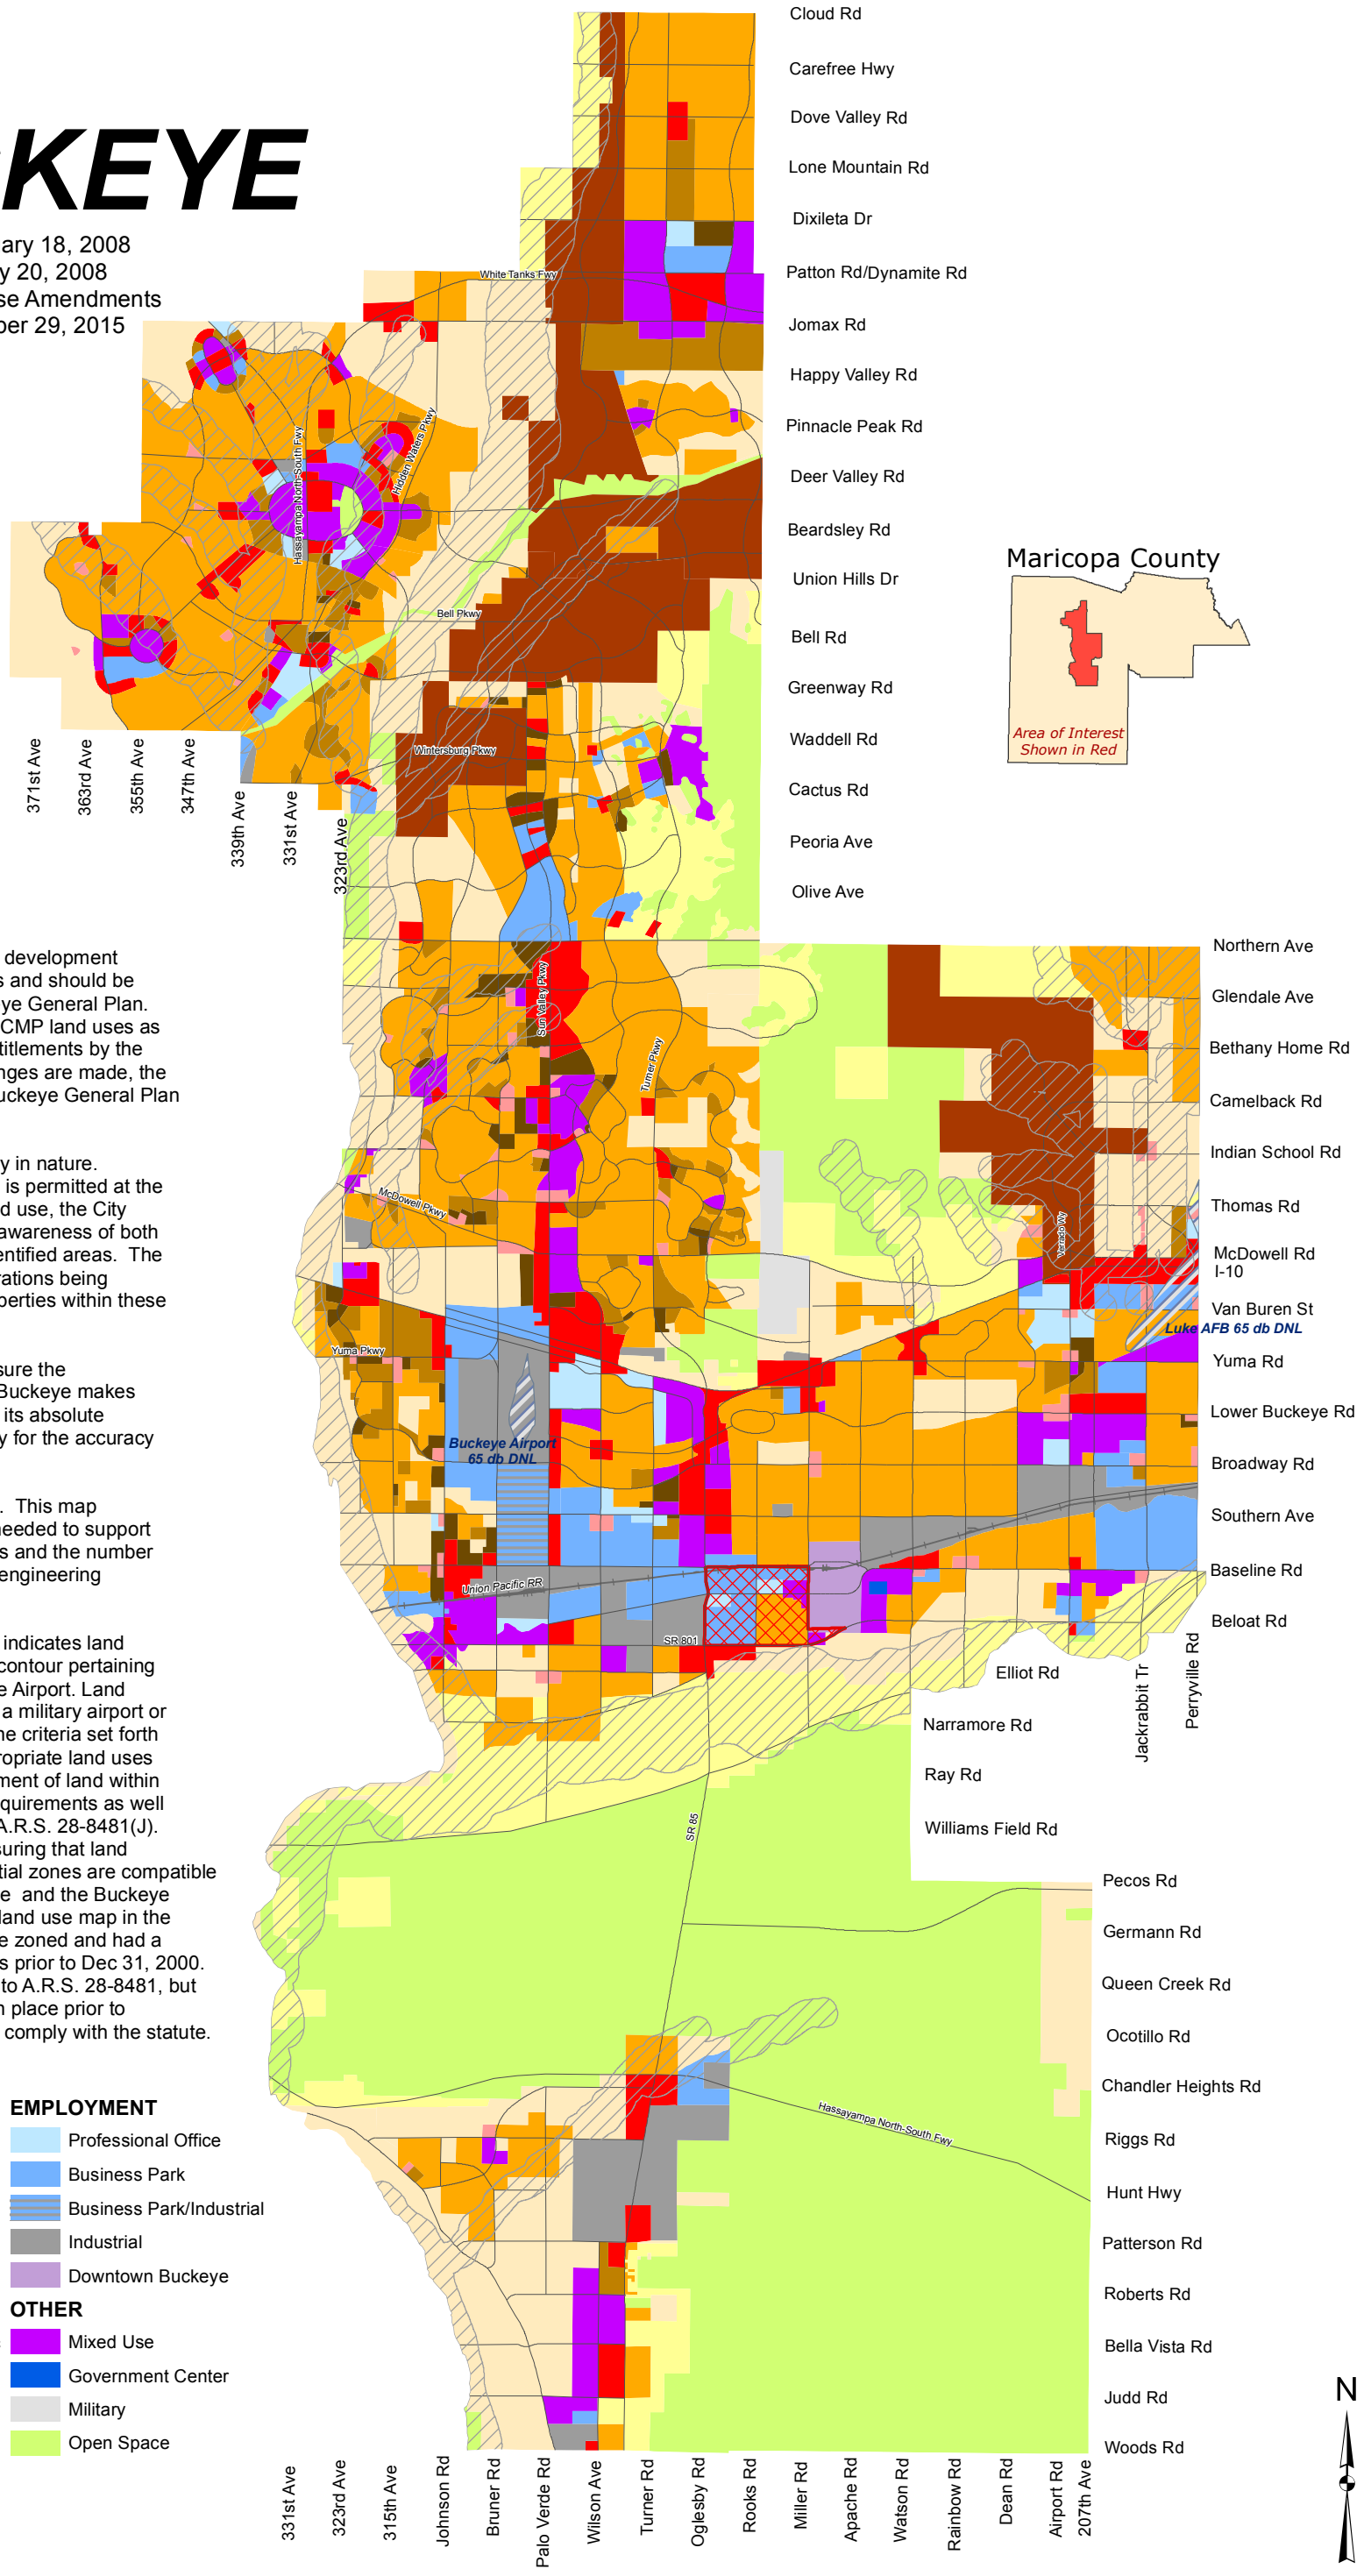 KEYE
ary 18, 2008
y 20, 2008
se Amendments
ber 29, 2015
Cloud Rd
Carefree Hwy
Dove Valley Rd
Lone Mountain Rd
Dixileta Dr
Patton Rd/Dynamite Rd
Jomax Rd
Happy Valley Rd
Pinnacle Peak Rd
Deer Valley Rd
Beardsley Rd
Union Hills Dr
Bell Rd
Greenway Rd
Waddell Rd
Cactus Rd
Peoria Ave
Olive Ave
White Tanks Fwy
Hassayampa North-South Fwy
Hidden Waters Pkwy
Bell Pkwy
Wintersburg Pkwy
Maricopa County
Area of Interest
Shown in Red
371st Ave
363rd Ave
355th Ave
347th Ave
339th Ave
331st Ave
323rd Ave
Northern Ave
Glendale Ave
Bethany Home Rd
Camelback Rd
Indian School Rd
Thomas Rd
McDowell Rd
I-10
Van Buren St
Luke AFB 65 db DNL
Yuma Rd
Lower Buckeye Rd
Broadway Rd
Southern Ave
Baseline Rd
Beloat Rd
Sun Valley Pkwy
Turner Pkwy
McDowell Pkwy
Verrado Wy
Yuma Pkwy
Buckeye Airport
65 db DNL
Union Pacific RR
SR 801
SR 85
Elliot Rd
Jackrabbit Tr
Perryville Rd
Narramore Rd
Ray Rd
Williams Field Rd
Pecos Rd
Germann Rd
Queen Creek Rd
Ocotillo Rd
Chandler Heights Rd
Riggs Rd
Hunt Hwy
Patterson Rd
Roberts Rd
Bella Vista Rd
Judd Rd
Woods Rd
Hassayampa North-South Fwy
development
s and should be
ye General Plan.
CMP land uses as
titlements by the
nges are made, the
uckeye General Plan
y in nature.
is permitted at the
d use, the City
awareness of both
entified areas. The
rations being
perties within these
sure the
Buckeye makes
its absolute
y for the accuracy
. This map
needed to support
s and the number
engineering
indicates land
contour pertaining
e Airport. Land
a military airport or
he criteria set forth
ropriate land uses
ment of land within
quirements as well
A.R.S. 28-8481(J).
suring that land
tial zones are compatible
e and the Buckeye
land use map in the
e zoned and had a
s prior to Dec 31, 2000.
to A.R.S. 28-8481, but
n place prior to
comply with the statute.
EMPLOYMENT
Professional Office
Business Park
Business Park/Industrial
Industrial
Downtown Buckeye
OTHER
Mixed Use
Government Center
Military
Open Space
331st Ave
323rd Ave
315th Ave
Johnson Rd
Bruner Rd
Palo Verde Rd
Wilson Ave
Turner Rd
Oglesby Rd
Rooks Rd
Miller Rd
Apache Rd
Watson Rd
Rainbow Rd
Dean Rd
Airport Rd
207th Ave
N